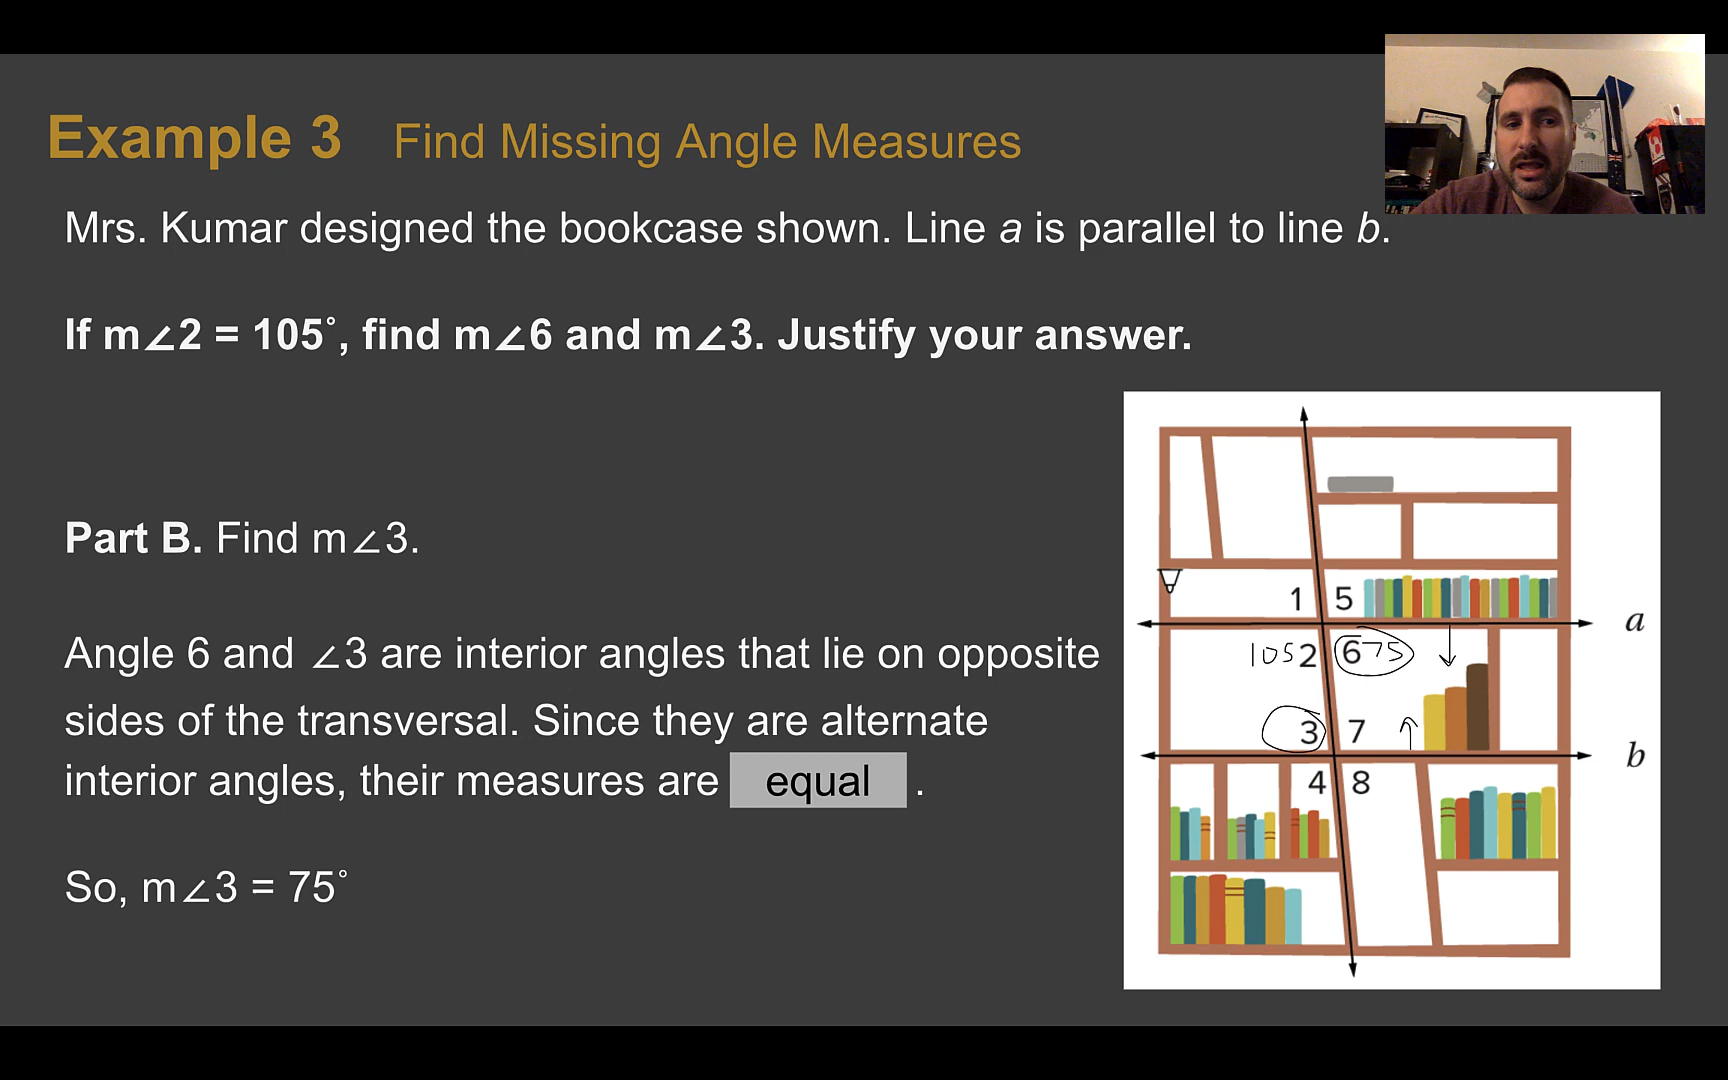 Example 3 Find Missing Angle Measures
Mrs. Kumar designed the bookcase shown. Line a is parallel to line b.
If m∠2 = 105°, find m∠6 and m∠3. Justify your answer.
Part B. Find m∠3.
Angle 6 and ∠3 are interior angles that lie on opposite
sides of the transversal. Since they are alternate
interior angles, their measures are equal .
So, m∠3 = 75°
1 5
a
105 2 6 75
3 7
b
4 8